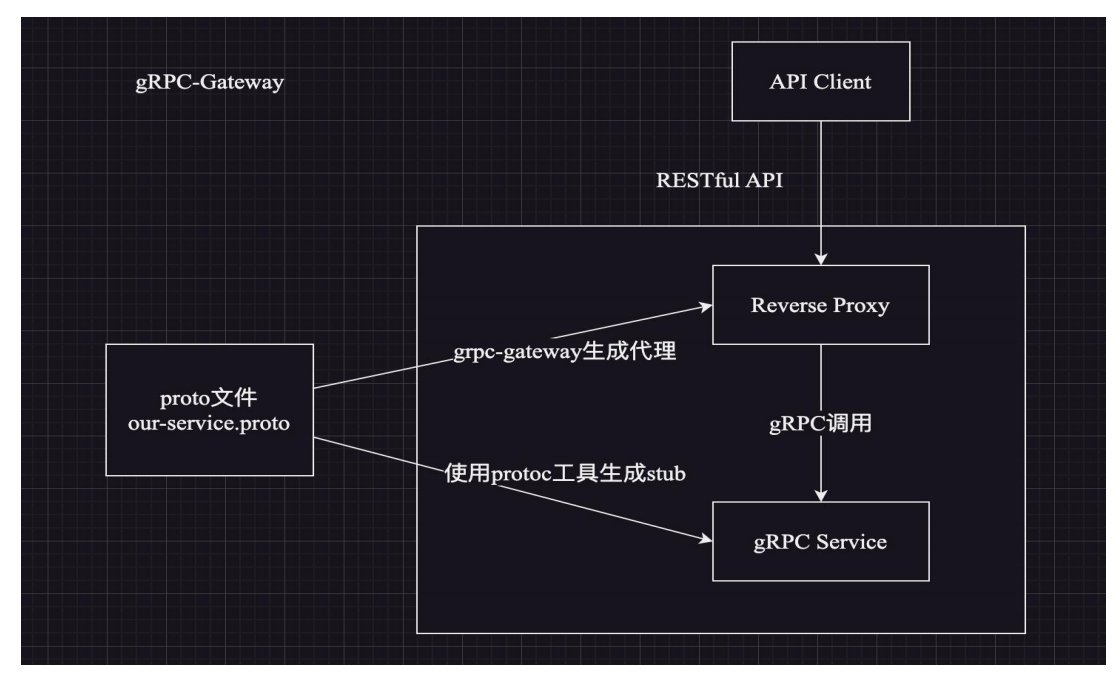 gRPC-Gateway
API Client
RESTful API
Reverse Proxy
grpc-gateway生成代理
proto文件
our-service.proto
gRPC调用
使用protoc工具生成stub
gRPC Service